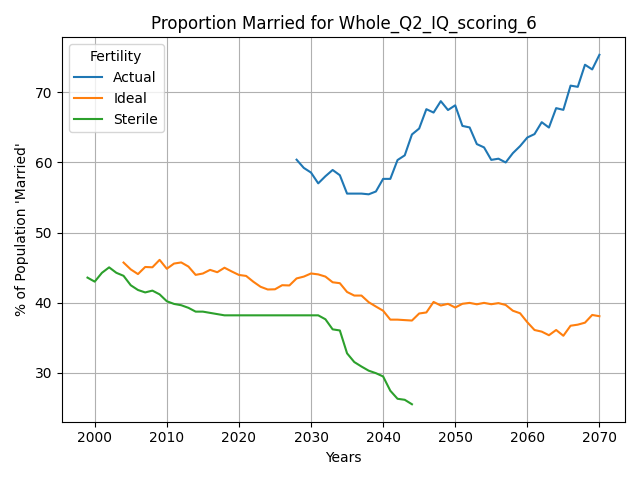 Proportion Married for Whole_Q2_IQ_scoring_6
Fertility
Actual
Ideal
Sterile
% of Population 'Married'
70
60
50
40
30
2000 2010 2020 2030 2040 2050 2060 2070
Years